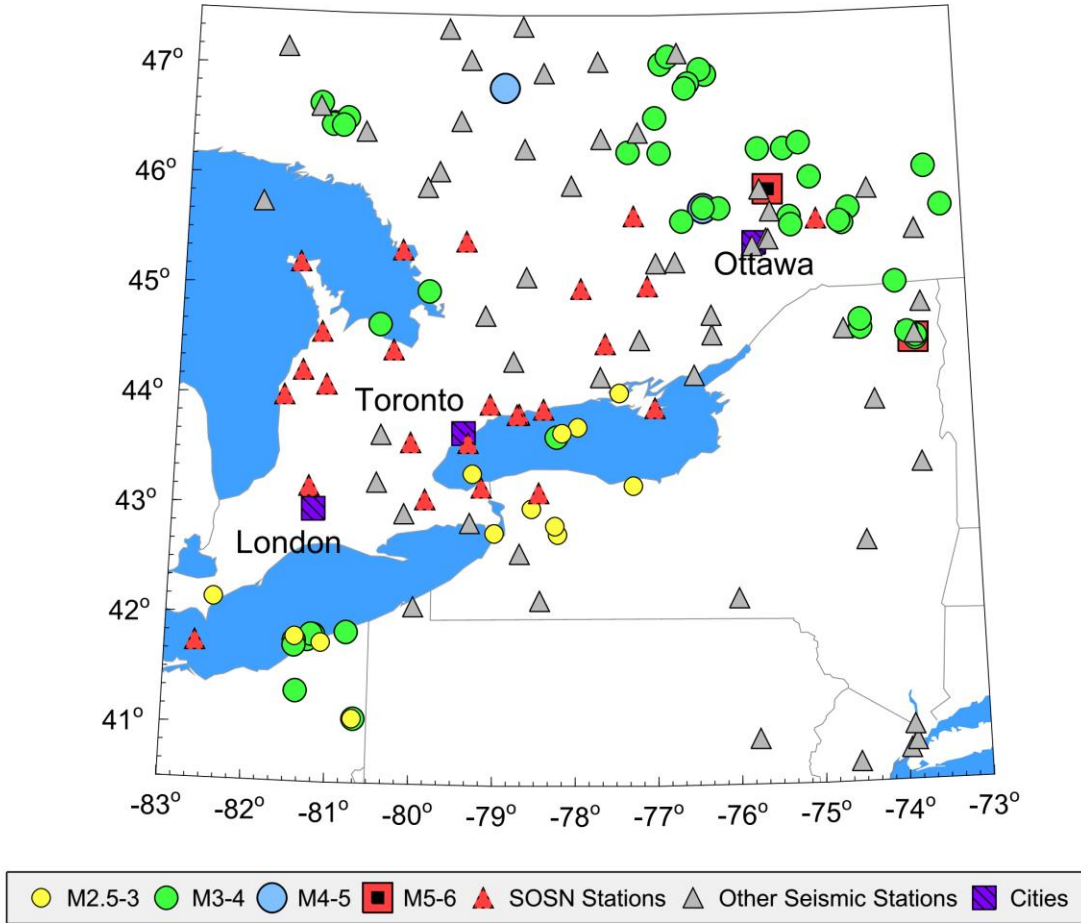 47°
46°
45°
44°
43°
42°
41°
Ottawa
Toronto
London
-83° -82° -81° -80° -79° -78° -77° -76° -75° -74° -73°
M2.5-3 M3-4 M4-5 M5-6 SOSN Stations Other Seismic Stations Cities